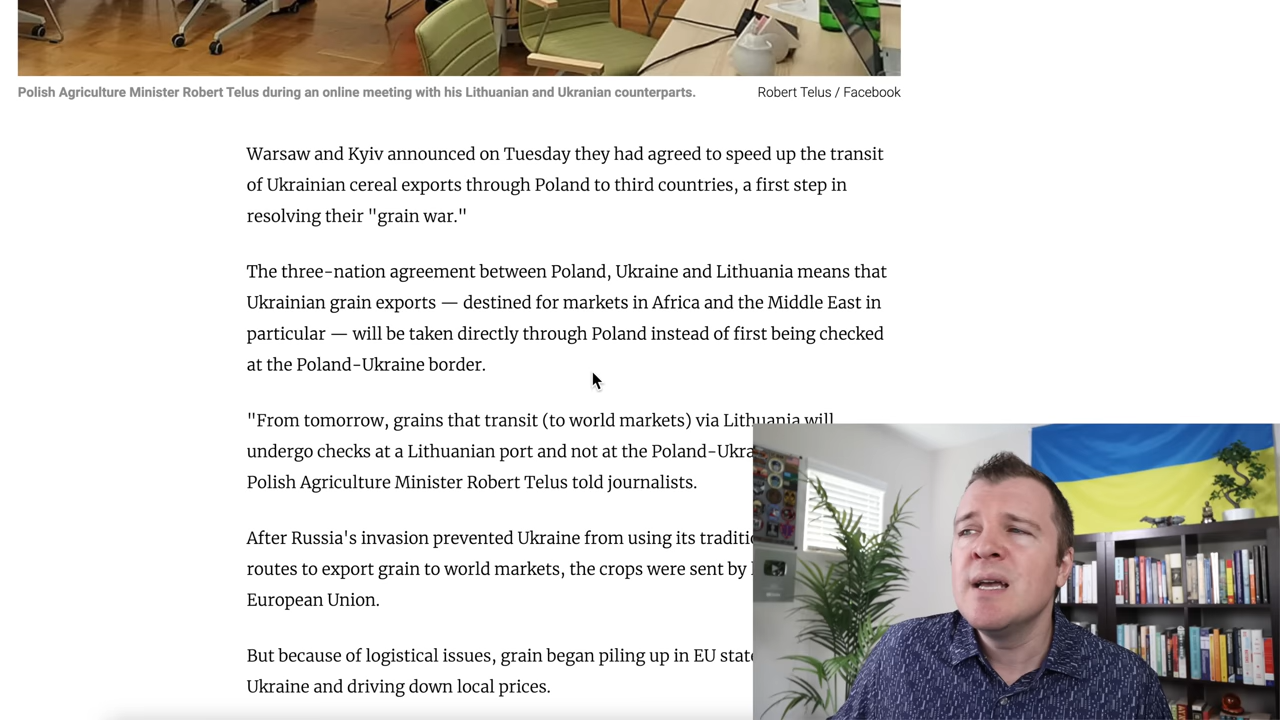 Polish Agriculture Minister Robert Telus during an online meeting with his Lithuanian and Ukranian counterparts.
Robert Telus / Facebook
Warsaw and Kyiv announced on Tuesday they had agreed to speed up the transit
of Ukrainian cereal exports through Poland to third countries, a first step in
resolving their "grain war."
The three-nation agreement between Poland, Ukraine and Lithuania means that
Ukrainian grain exports — destined for markets in Africa and the Middle East in
particular — will be taken directly through Poland instead of first being checked
at the Poland-Ukraine border.
"From tomorrow, grains that transit (to world markets) via Lithuania will
undergo checks at a Lithuanian port and not at the
Polish Agriculture Minister Robert Telus told journalists.
After Russia's invasion prevented Ukraine from using its
routes to export grain to world markets, the crops were sent by
European Union.
But because of logistical issues, grain began piling up in EU
Ukraine and driving down local prices.